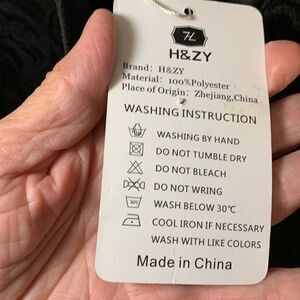 H&ZY
Brand: H&ZY
Material: 100%Polyester
Place of Origin: Zhejiang,China
WASHING INSTRUCTION
WASHING BY HAND
DO NOT TUMBLE DRY
DO NOT BLEACH
DO NOT WRING
WASH BELOW 30℃
COOL IRON IF NECESSARY
WASH WITH LIKE COLORS
Made in China